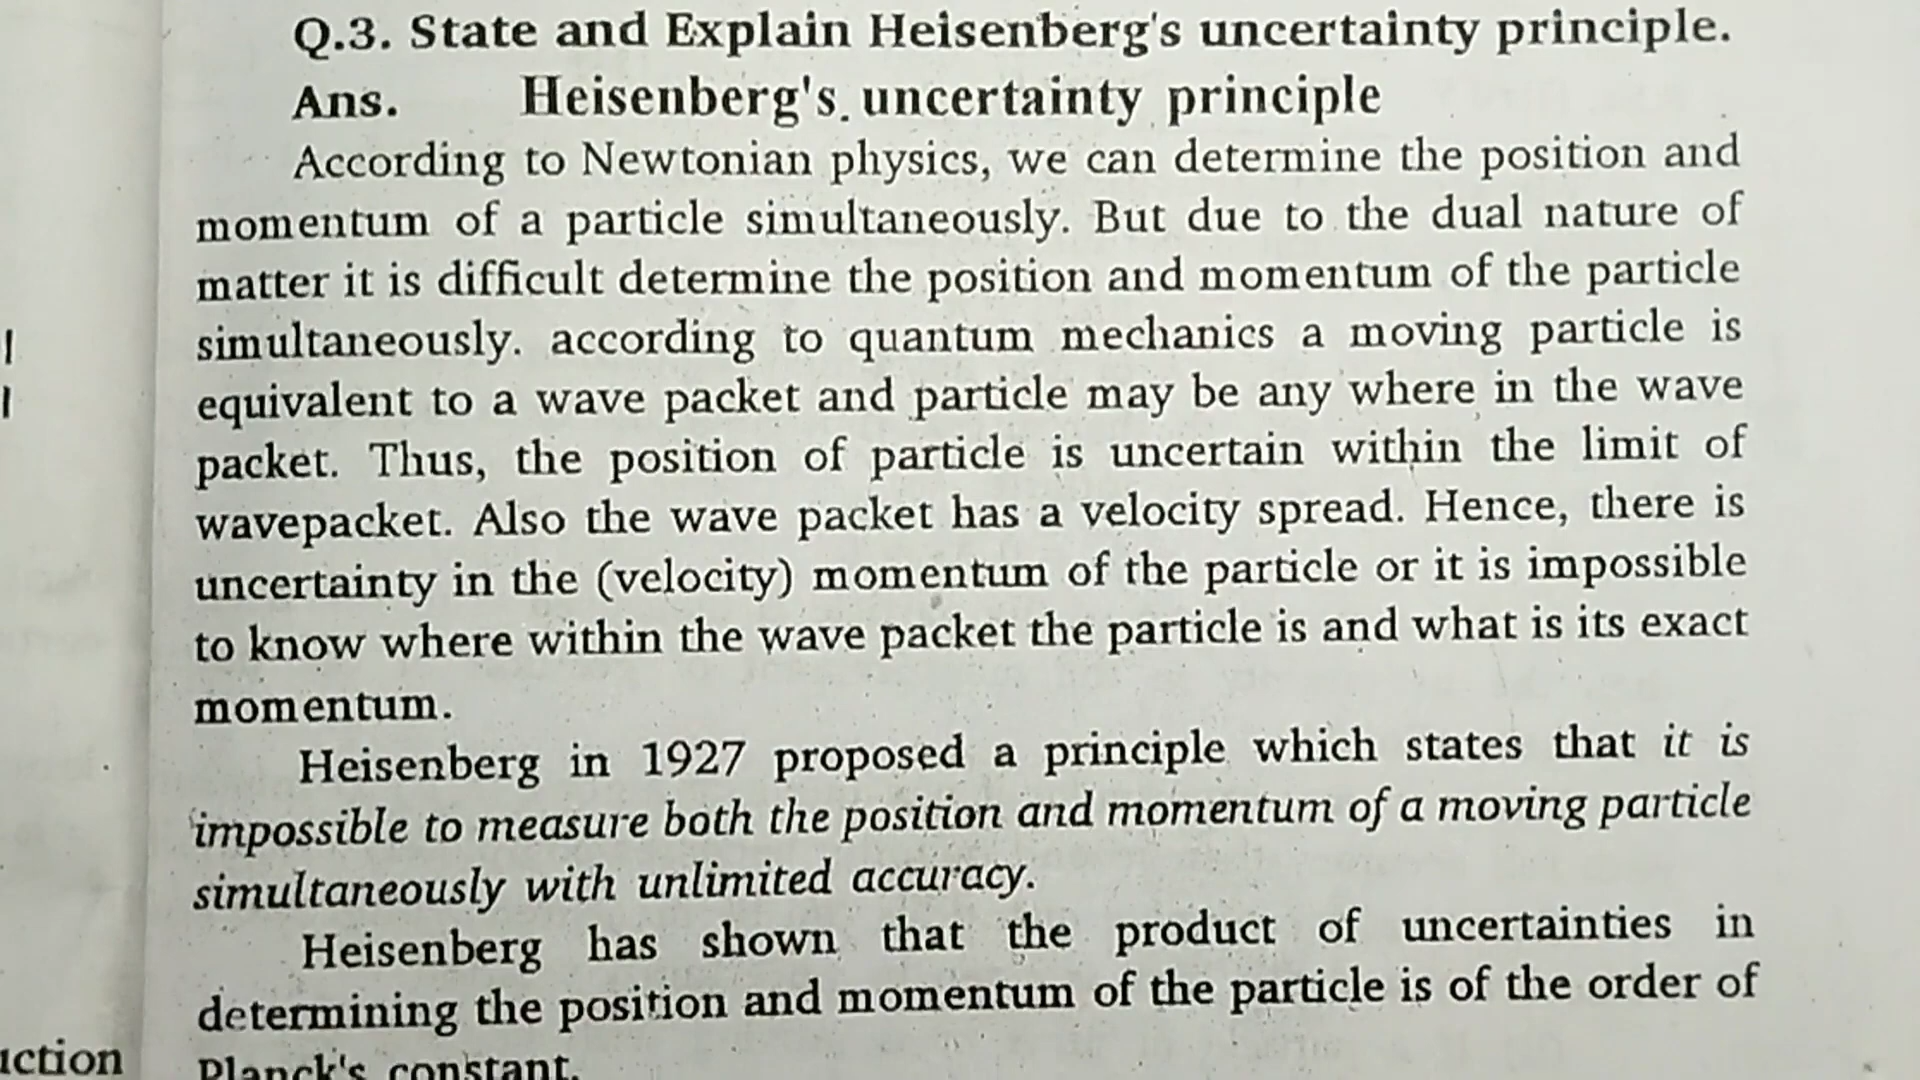 Q.3. State and Explain Heisenberg's uncertainty principle.
Ans. Heisenberg's uncertainty principle
According to Newtonian physics, we can determine the position and
momentum of a particle simultaneously. But due to the dual nature of
matter it is difficult determine the position and momentum of the particle
simultaneously. according to quantum mechanics a moving particle is
equivalent to a wave packet and particle may be any where in the wave
packet. Thus, the position of particle is uncertain within the limit of
wavepacket. Also the wave packet has a velocity spread. Hence, there is
uncertainty in the (velocity) momentum of the particle or it is impossible
to know where within the wave packet the particle is and what is its exact
momentum.
Heisenberg in 1927 proposed a principle which states that it is
impossible to measure both the position and momentum of a moving particle
simultaneously with unlimited accuracy.
Heisenberg has shown that the product of uncertainties in
determining the position and momentum of the particle is of the order of
Planck's constant.